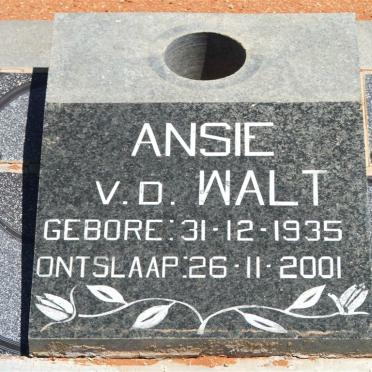 ANSIE
V.D. WALT
GEBORE: 31-12-1935
ONTSLAAP: 26-11-2001